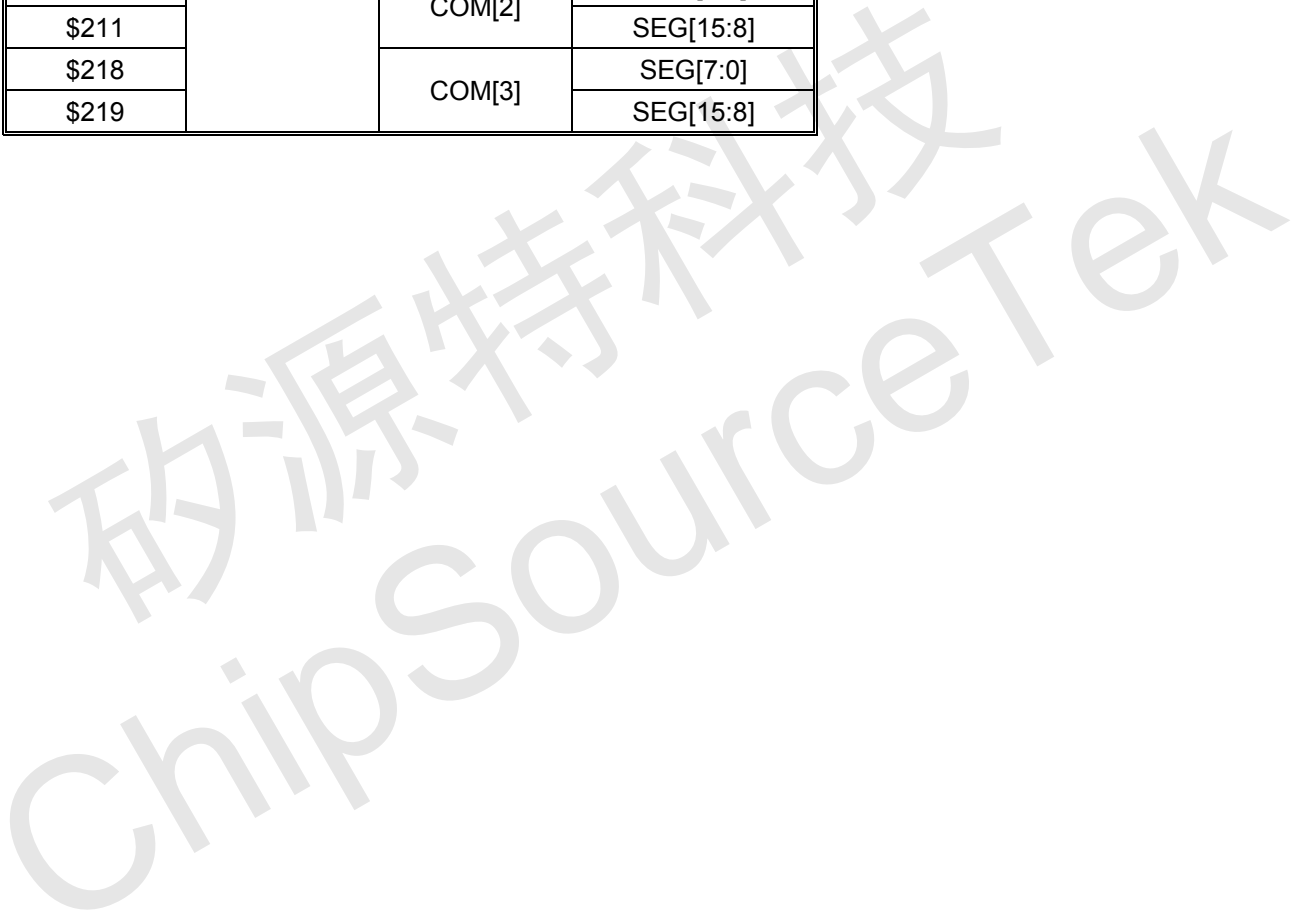 COM[2]
$211 SEG[15:8]
$218 COM[3] SEG[7:0]
$219 SEG[15:8]
矽源特科技
ChipSourceTek